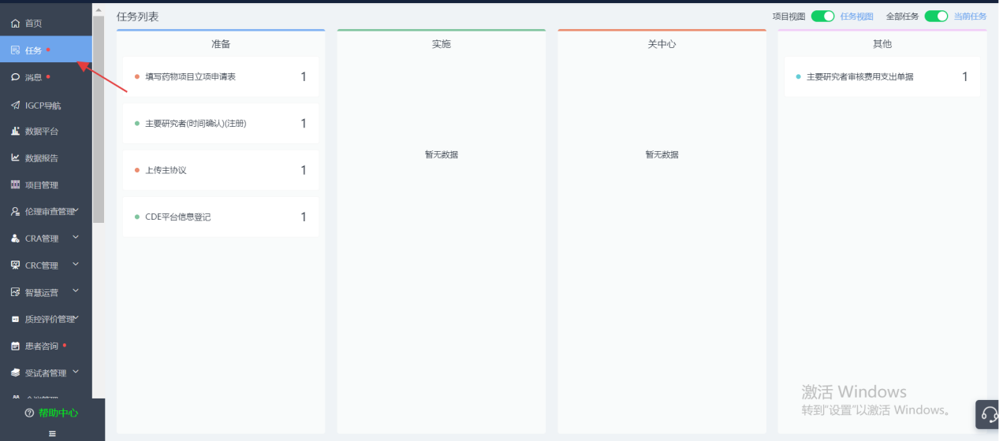 首页
任务
消息
IGCP导航
数据平台
数据报告
项目管理
伦理审查管理
CRA管理
CRC管理
智慧运营
质控评价管理
患者咨询
受试者管理
帮助中心
任务列表
项目视图 任务视图 全部任务 当前任务
准备
填写药物项目立项申请表 1
主要研究者(时间确认)(注册) 1
上传主协议 1
CDE平台信息登记 1
实施
暂无数据
关中心
暂无数据
其他
主要研究者审核费用支出单据 1
激活 Windows
转到"设置"以激活 Windows。